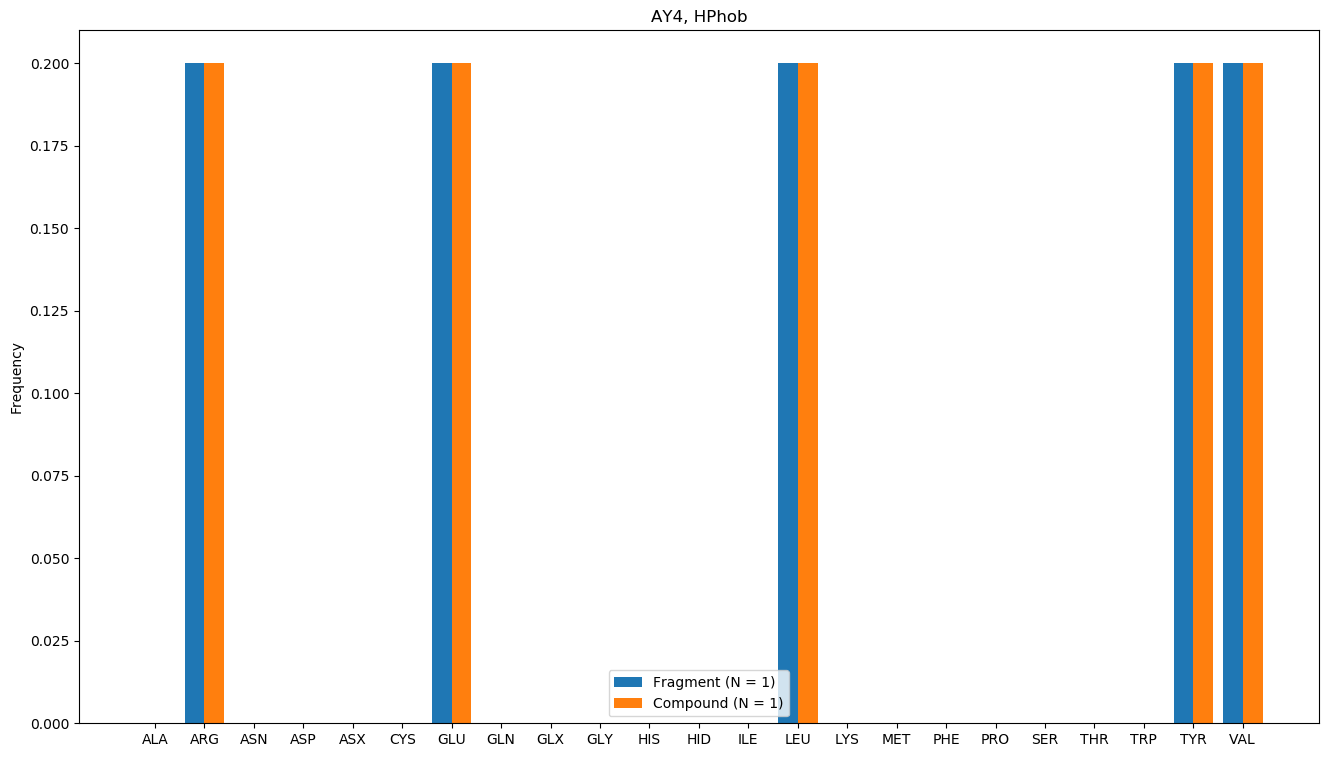 AY4, HPhob
Frequency
0.200
0.175
0.150
0.125
0.100
0.075
0.050
0.025
0.000
Fragment (N = 1)
Compound (N = 1)
ALA ARG ASN ASP ASX CYS GLU GLN GLX GLY HIS HID ILE LEU LYS MET PHE PRO SER THR TRP TYR VAL